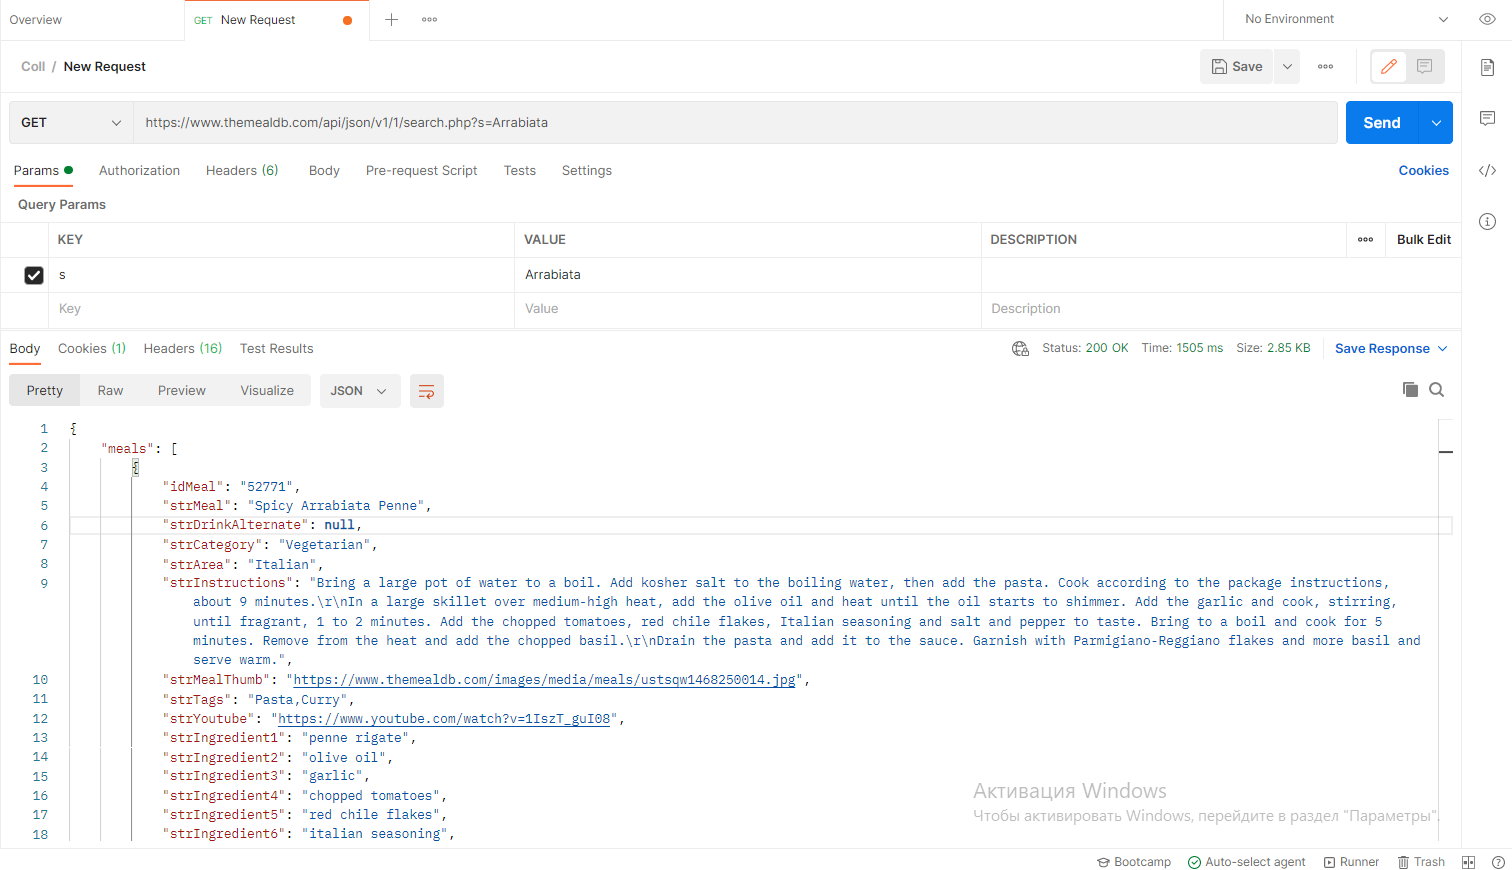 Overview
GET New Request
No Environment
Coll / New Request
Save
GET
https://www.themealdb.com/api/json/v1/1/search.php?s=Arrabiata
Send
Params Authorization Headers (6) Body Pre-request Script Tests Settings Cookies
Query Params
KEY VALUE DESCRIPTION Bulk Edit
s Arrabiata
Key Value Description
Body Cookies (1) Headers (16) Test Results Status: 200 OK Time: 1505 ms Size: 2.85 KB Save Response
Pretty Raw Preview Visualize JSON
1 {
2 "meals": [
3 {
4 "idMeal": "52771",
5 "strMeal": "Spicy Arrabiata Penne",
6 "strDrinkAlternate": null,
7 "strCategory": "Vegetarian",
8 "strArea": "Italian",
9 "strInstructions": "Bring a large pot of water to a boil. Add kosher salt to the boiling water, then add the pasta. Cook according to the package instructions,
about 9 minutes.\r\nIn a large skillet over medium-high heat, add the olive oil and heat until the oil starts to shimmer. Add the garlic and cook, stirring,
until fragrant, 1 to 2 minutes. Add the chopped tomatoes, red chile flakes, Italian seasoning and salt and pepper to taste. Bring to a boil and cook for 5
minutes. Remove from the heat and add the chopped basil.\r\nDrain the pasta and add it to the sauce. Garnish with Parmigiano-Reggiano flakes and more basil and
serve warm.",
10 "strMealThumb": "https://www.themealdb.com/images/media/meals/ustsqw1468250014.jpg",
11 "strTags": "Pasta,Curry",
12 "strYoutube": "https://www.youtube.com/watch?v=1IszT_guI08",
13 "strIngredient1": "penne rigate",
14 "strIngredient2": "olive oil",
15 "strIngredient3": "garlic",
16 "strIngredient4": "chopped tomatoes",
17 "strIngredient5": "red chile flakes",
18 "strIngredient6": "italian seasoning",
Активация Windows
Чтобы активировать Windows, перейдите в раздел "Параметры".
Bootcamp Auto-select agent Runner Trash